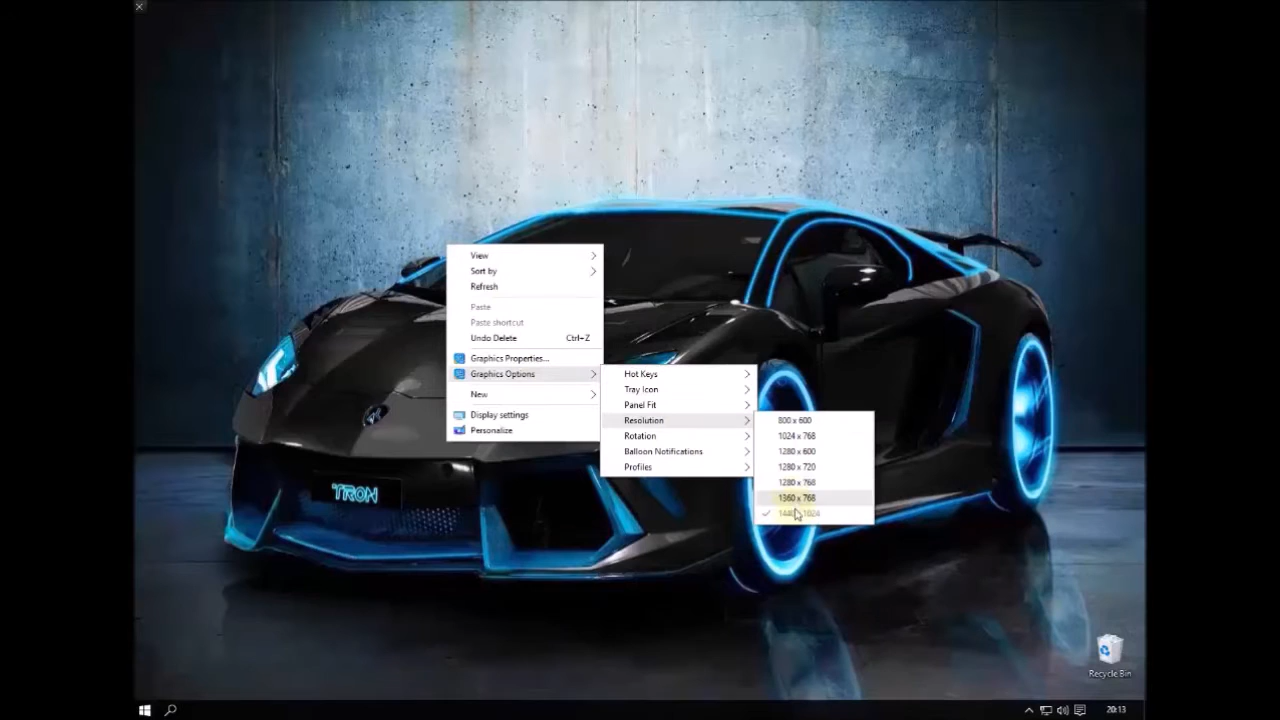 View
Sort by
Refresh
Paste
Paste shortcut
Undo Delete Ctrl+Z
Graphics Properties...
Graphics Options
New
Display settings
Personalize
Hot Keys
Tray Icon
Panel Fit
Resolution
Rotation
Balloon Notifications
Profiles
800 x 600
1024 x 768
1280 x 600
1280 x 720
1280 x 768
1360 x 768
1024
TRON
Recycle Bin
20:13